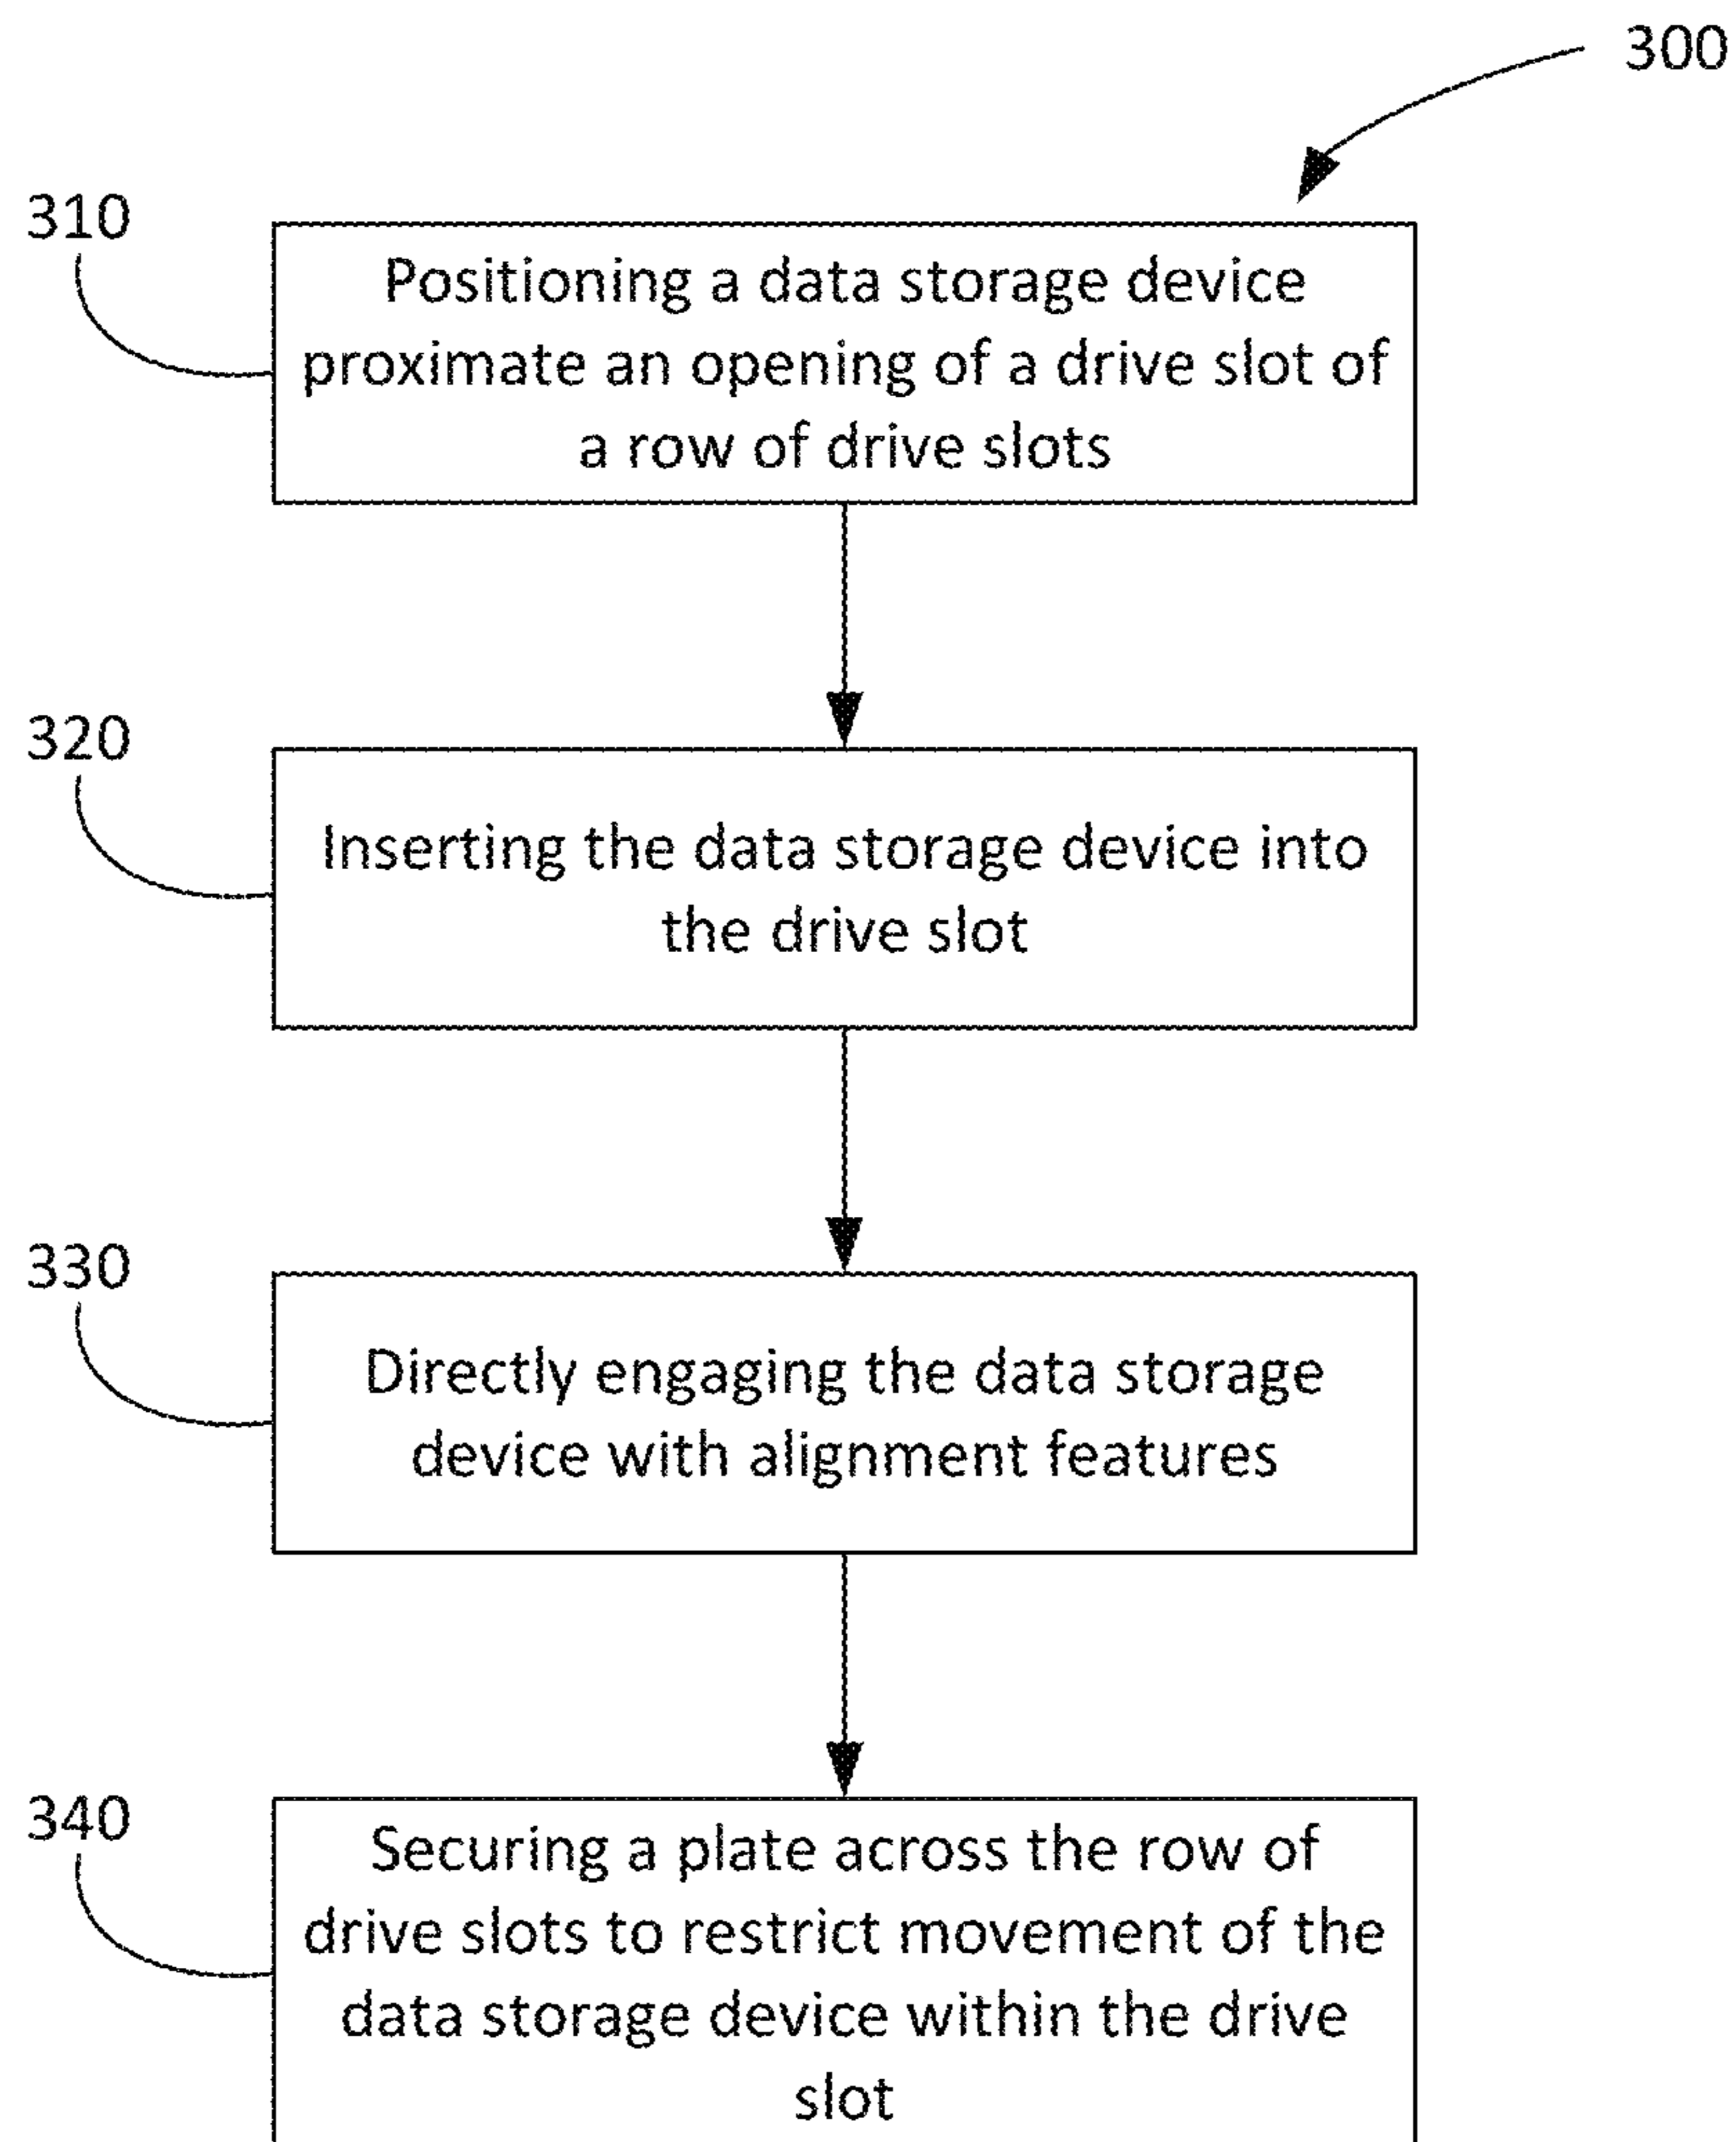 300
310
Positioning a data storage device
proximate an opening of a drive slot of
a row of drive slots
320
Inserting the data storage device into
the drive slot
330
Directly engaging the data storage
device with alignment features
340
Securing a plate across the row of
drive slots to restrict movement of the
data storage device within the drive
slot